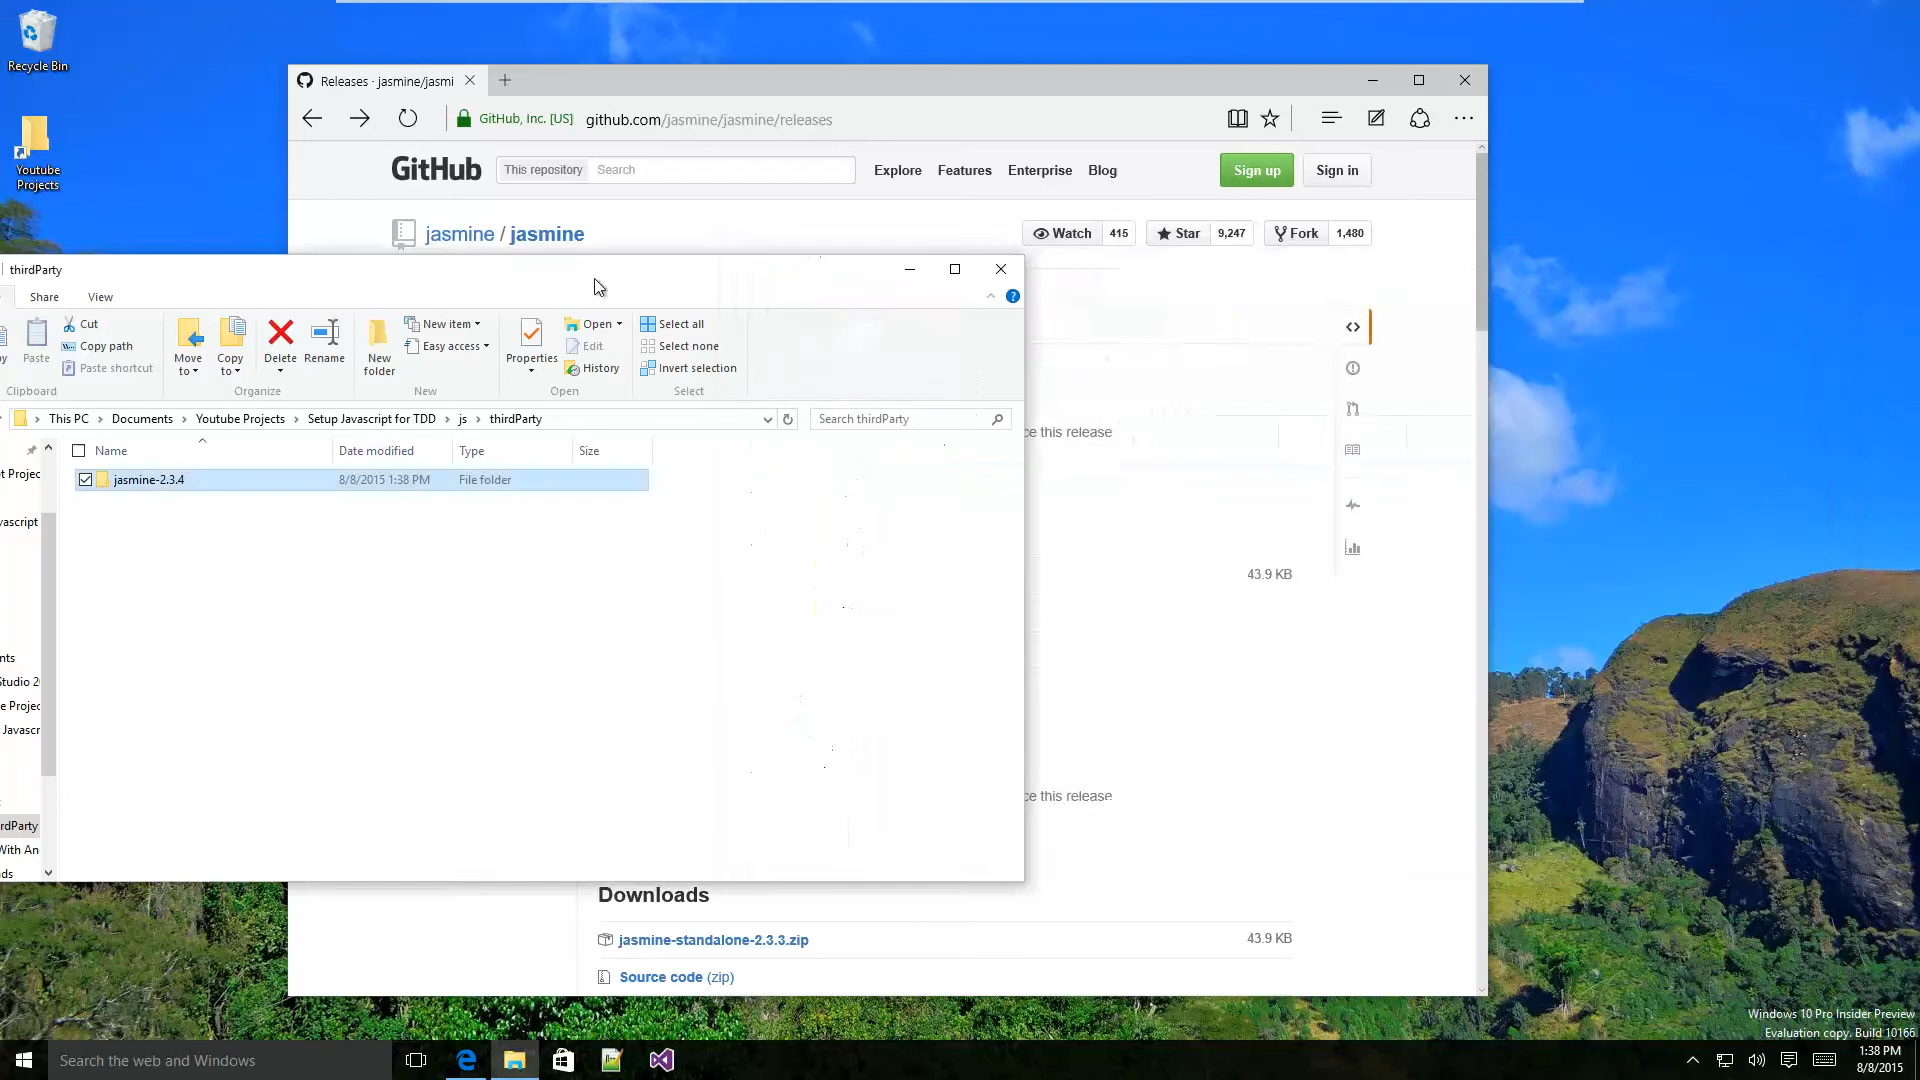 Recycle Bin
Youtube
Projects
Releases · jasmine/jasmi
GitHub, Inc. [US] github.com/jasmine/jasmine/releases
GitHub This repository Search Explore Features Enterprise Blog Sign up Sign in
jasmine / jasmine Watch 415 Star 9,247 Fork 1,480
thirdParty
Share View
Cut New item Open Select all
Copy path Easy access Edit Select none
Paste Paste shortcut Move to Copy to Delete Rename New folder Properties History Invert selection
Clipboard Organize New Open Select
This PC Documents Youtube Projects Setup Javascript for TDD js thirdParty Search thirdParty
ce this release
Name Date modified Type Size
jasmine-2.3.4 8/8/2015 1:38 PM File folder
43.9 KB
ce this release
rdParty
Downloads
jasmine-standalone-2.3.3.zip 43.9 KB
Source code (zip)
Windows 10 Pro Insider Preview
Evaluation copy. Build 10166
Search the web and Windows
1:38 PM
8/8/2015